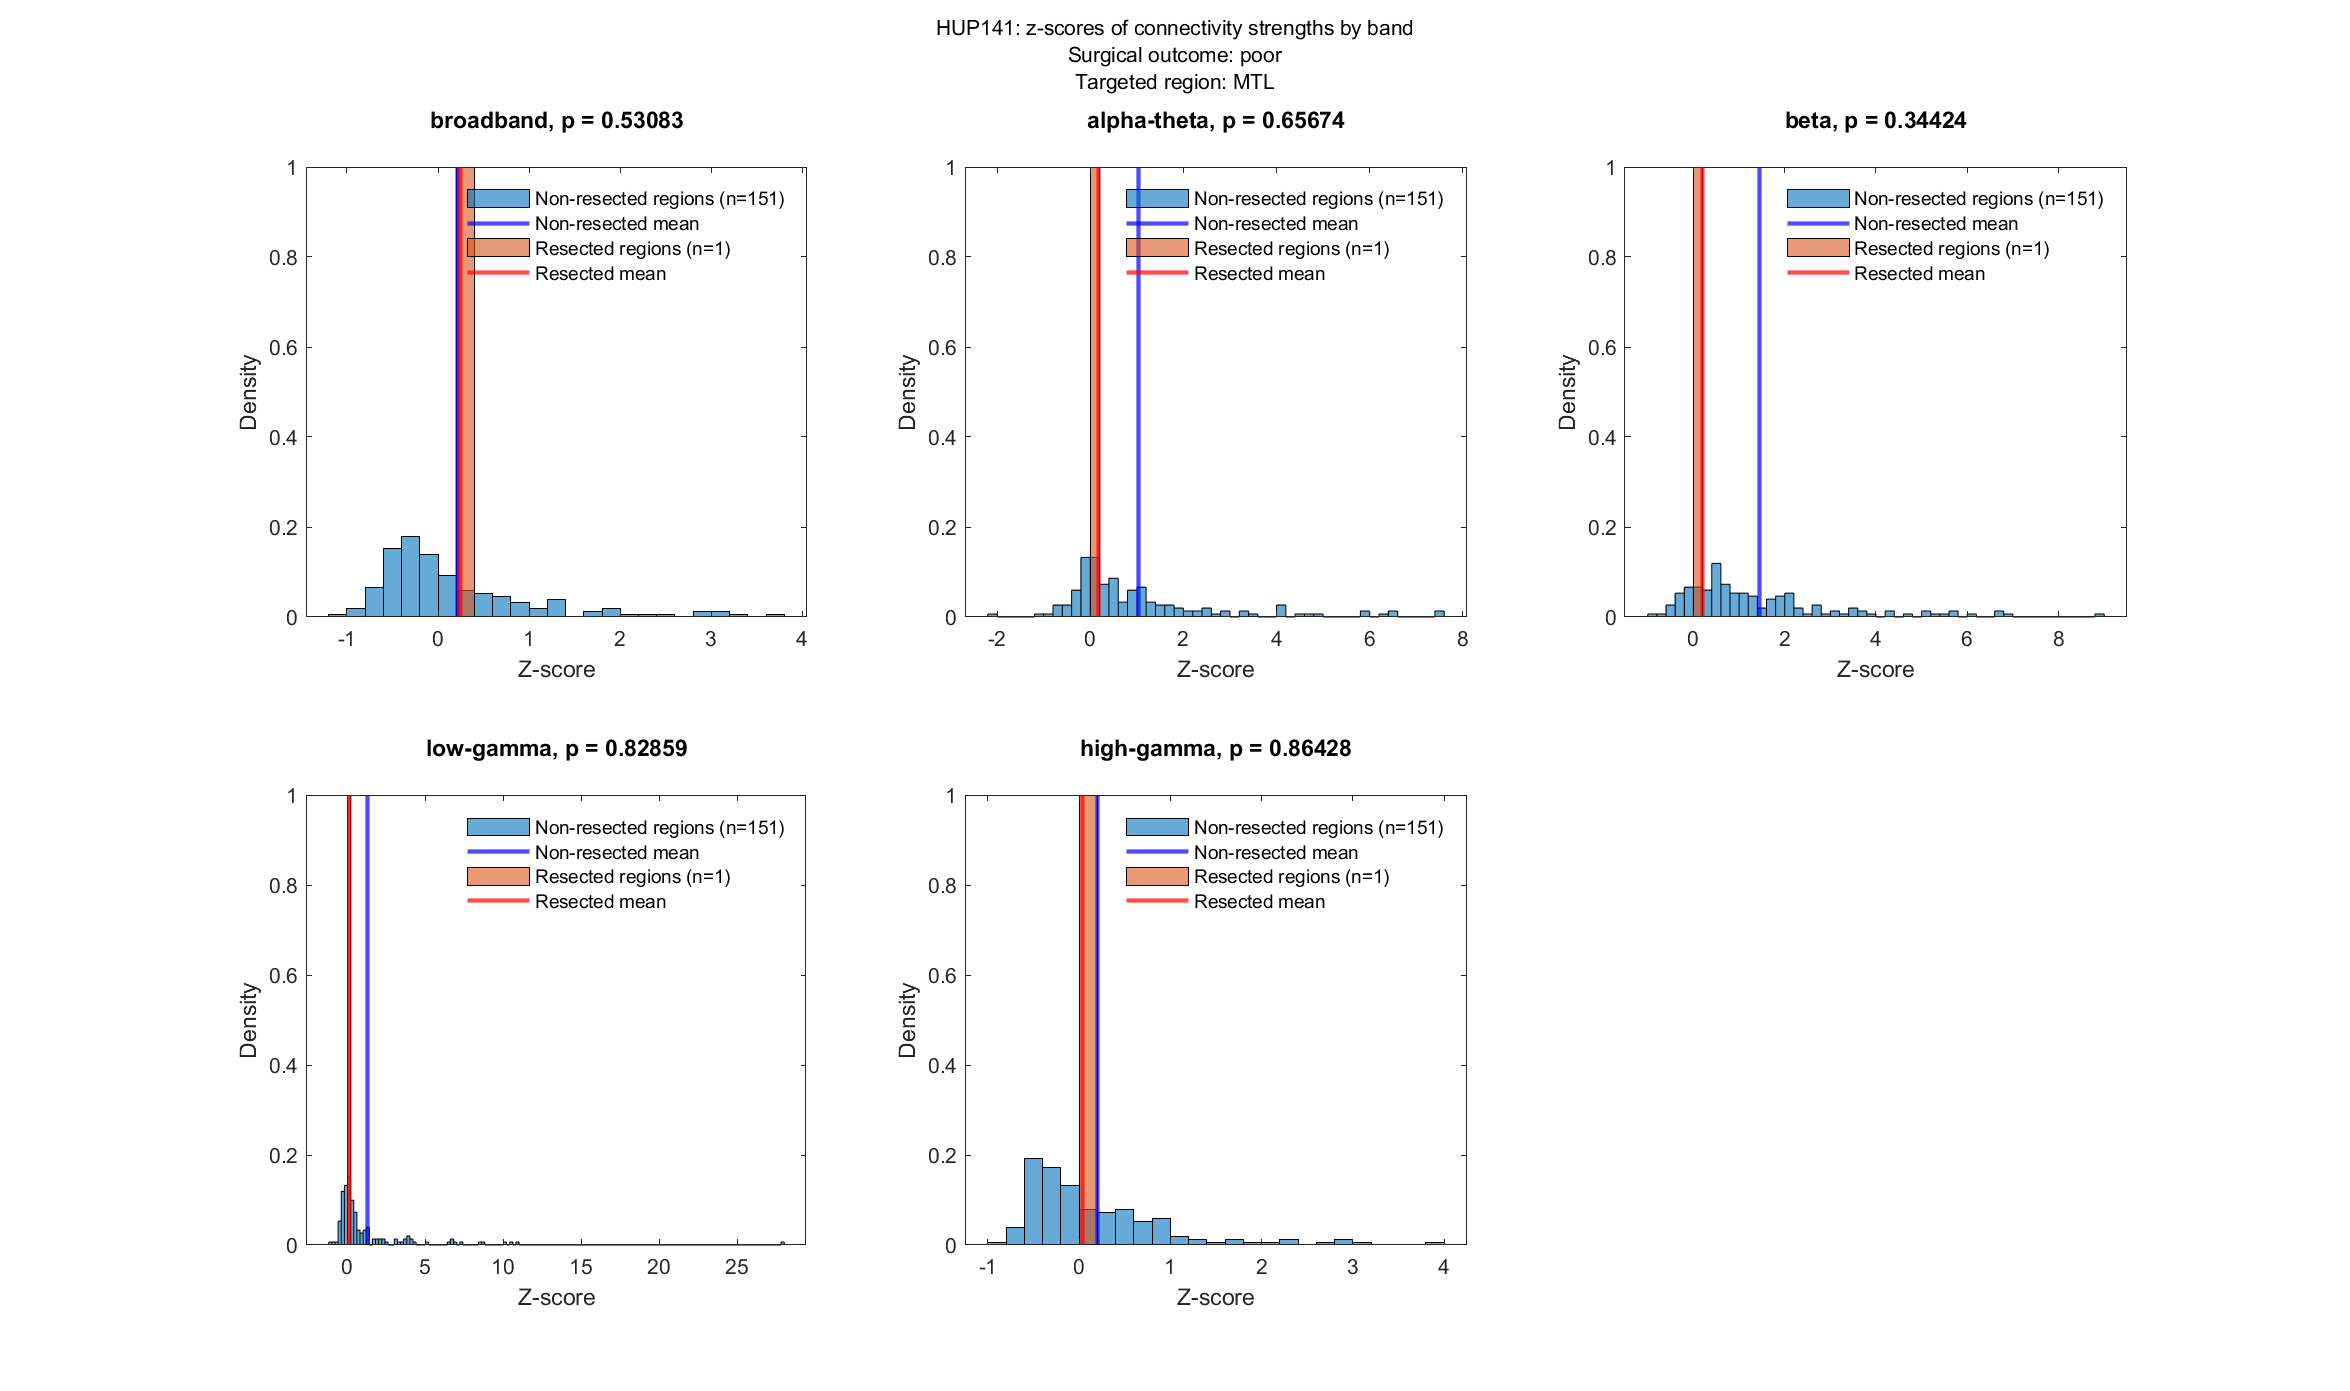 HUP141: z-scores of connectivity strengths by band
Surgical outcome: poor
Targeted region: MTL
broadband, p = 0.53083
1
0.8
0.6
0.4
0.2
0
Density
-1
0
1
2
3
4
Z-score
Non-resected regions (n=151)
Non-resected mean
Resected regions (n=1)
Resected mean
alpha-theta, p = 0.65674
1
0.8
0.6
0.4
0.2
0
Density
-2
0
2
4
6
8
Z-score
Non-resected regions (n=151)
Non-resected mean
Resected regions (n=1)
Resected mean
beta, p = 0.34424
1
0.8
0.6
0.4
0.2
0
Density
0
2
4
6
8
Z-score
Non-resected regions (n=151)
Non-resected mean
Resected regions (n=1)
Resected mean
low-gamma, p = 0.82859
1
0.8
0.6
0.4
0.2
0
Density
0
5
10
15
20
25
Z-score
Non-resected regions (n=151)
Non-resected mean
Resected regions (n=1)
Resected mean
high-gamma, p = 0.86428
1
0.8
0.6
0.4
0.2
0
Density
-1
0
1
2
3
4
Z-score
Non-resected regions (n=151)
Non-resected mean
Resected regions (n=1)
Resected mean